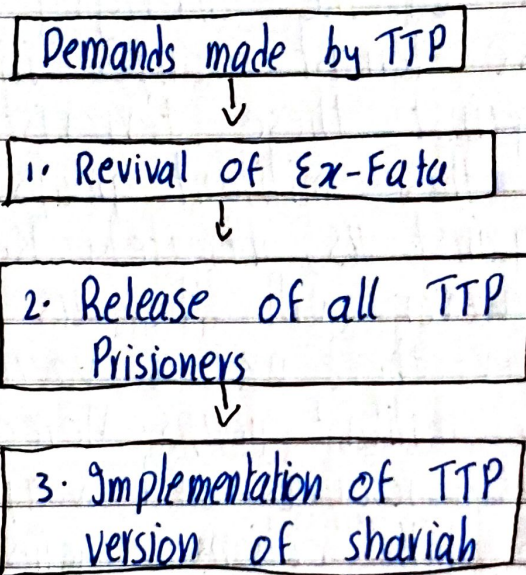 Demands made by TTP
1. Revival of Ex-Fata
2. Release of all TTP
Prisioners
3. Implementation of TTP
version of shariah